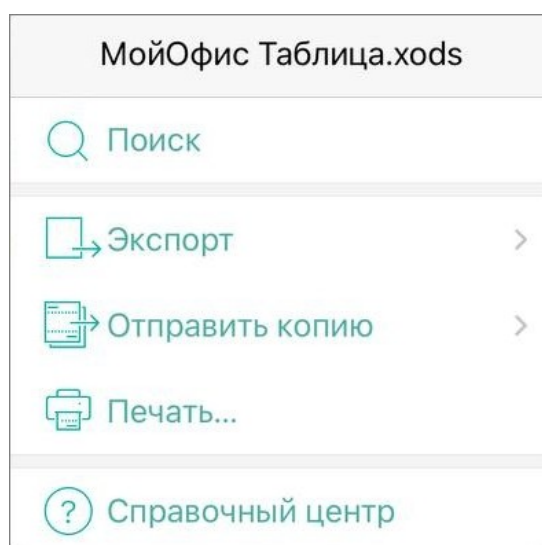 МойОфис Таблица.xods
Поиск
Экспорт
Отправить копию
Печать...
Справочный центр